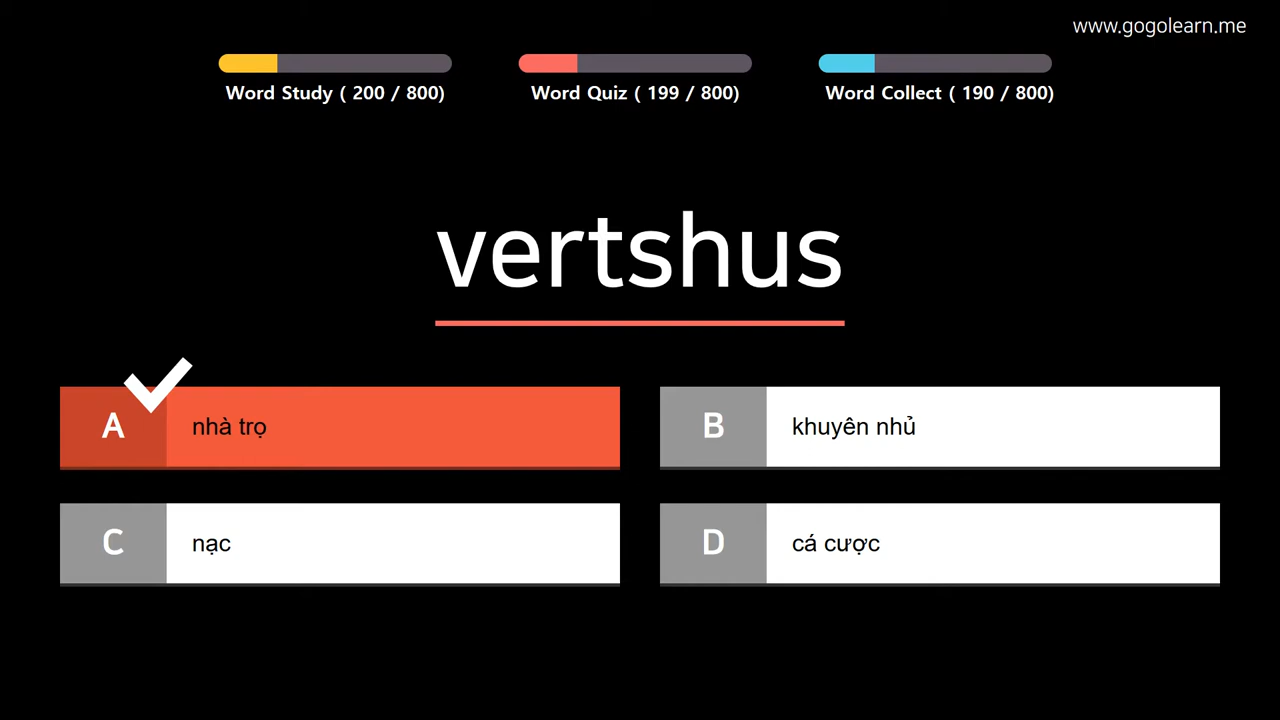 www.gogolearn.me
Word Study ( 200 / 800)
Word Quiz ( 199 / 800)
Word Collect ( 190 / 800)
vertshus
A nhà trọ
B khuyên nhủ
C nạc
D cá cược